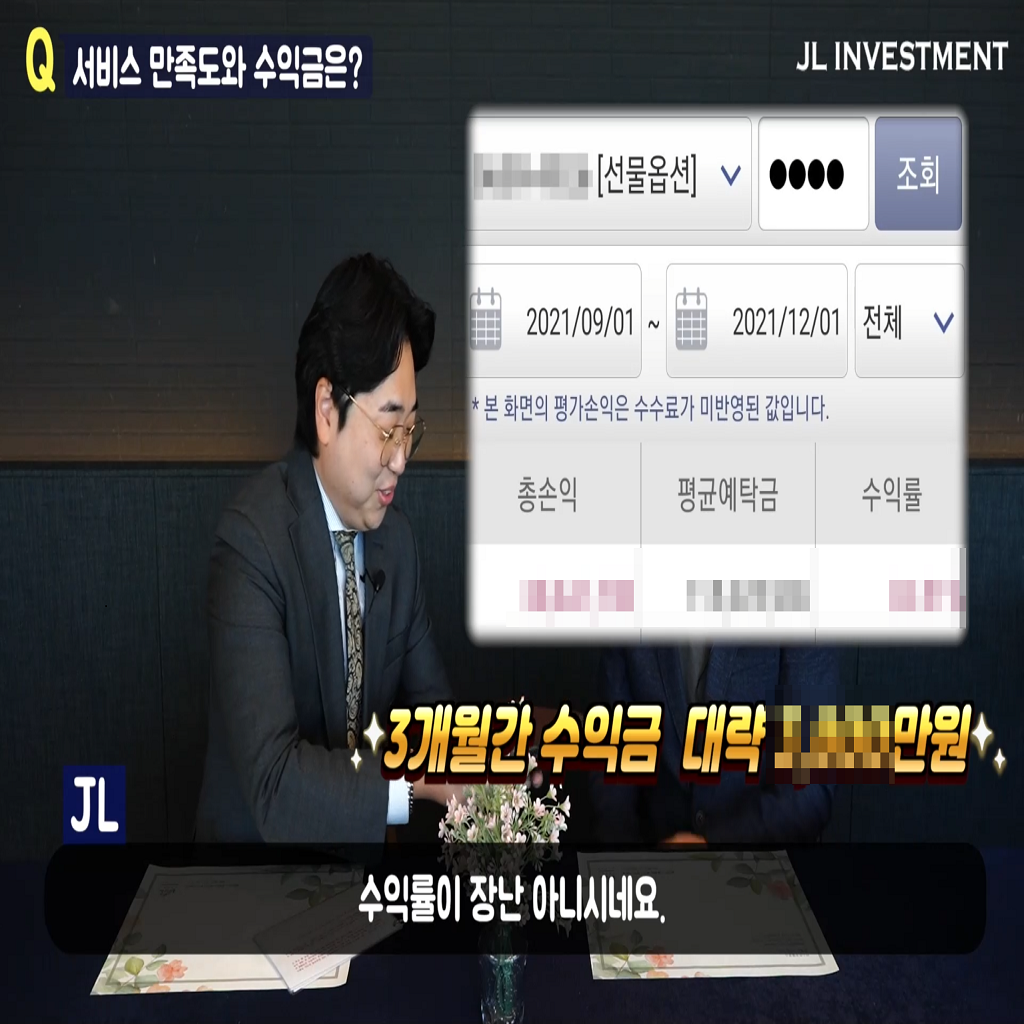 Q 서비스 만족도와 수익금은?
JL INVESTMENT
[선물옵션] ●●●● 조회
2021/09/01 ~ 2021/12/01 전체
* 본 화면의 평가손익은 수수료가 미반영된 값입니다.
총손익 평균예탁금 수익률
3개월간 수익금 대략 만원
JL
수익률이 장난 아니시네요.